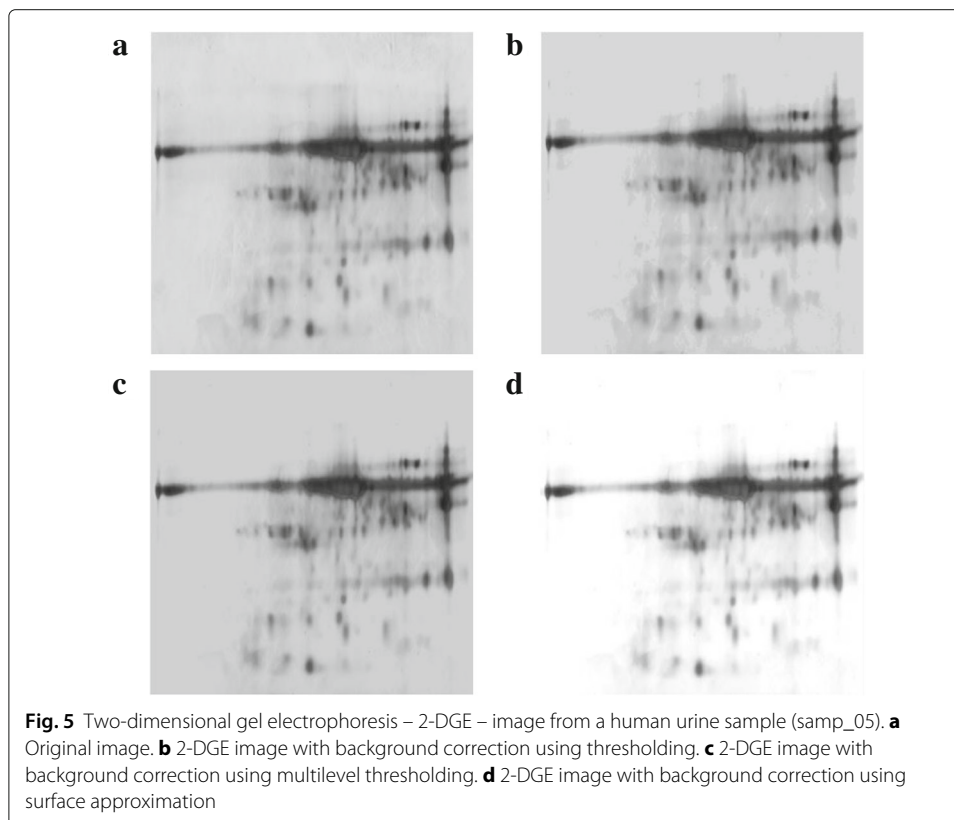 a
b
c
d
Fig. 5 Two-dimensional gel electrophoresis – 2-DGE – image from a human urine sample (samp_05). a
Original image. b 2-DGE image with background correction using thresholding. c 2-DGE image with
background correction using multilevel thresholding. d 2-DGE image with background correction using
surface approximation